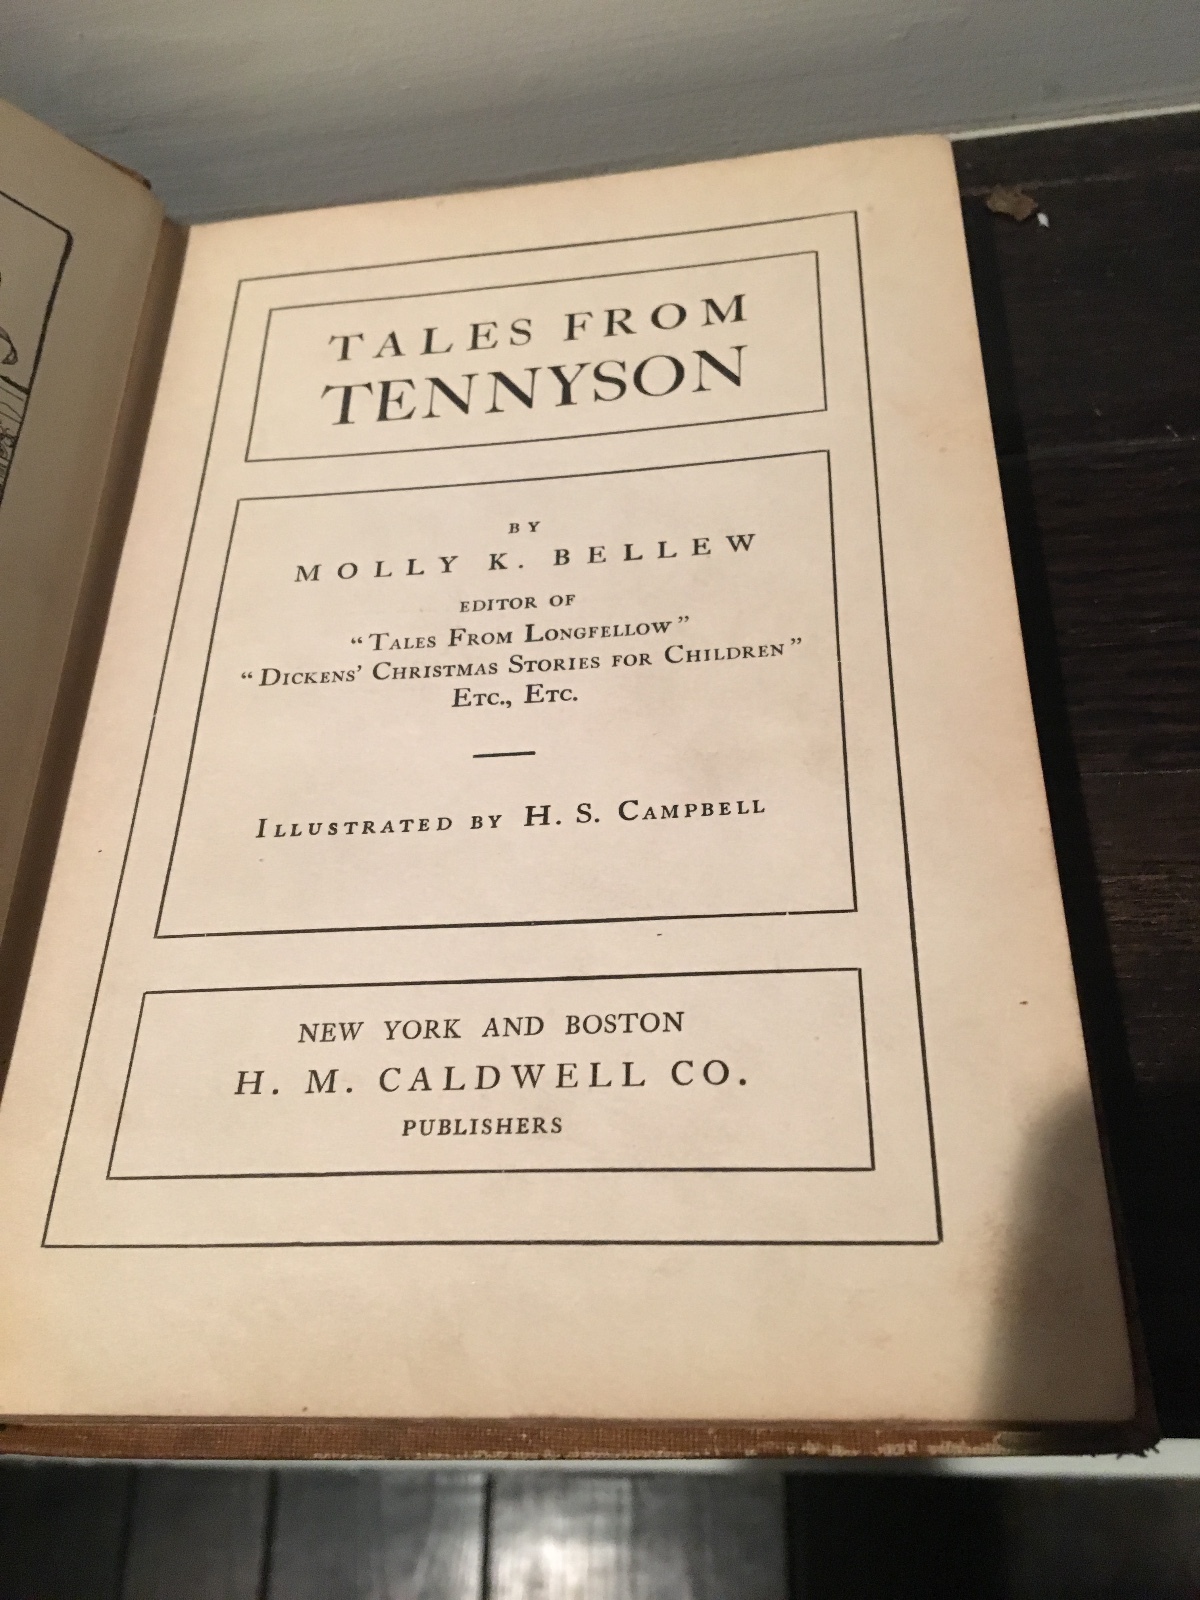 TALES FROM
TENNYSON
BY
MOLLY K. BELLEW
EDITOR OF
“TALES FROM LONGFELLOW”
“DICKENS’ CHRISTMAS STORIES FOR CHILDREN”
ETC., ETC.
ILLUSTRATED BY H. S. CAMPBELL
NEW YORK AND BOSTON
H. M. CALDWELL CO.
PUBLISHERS